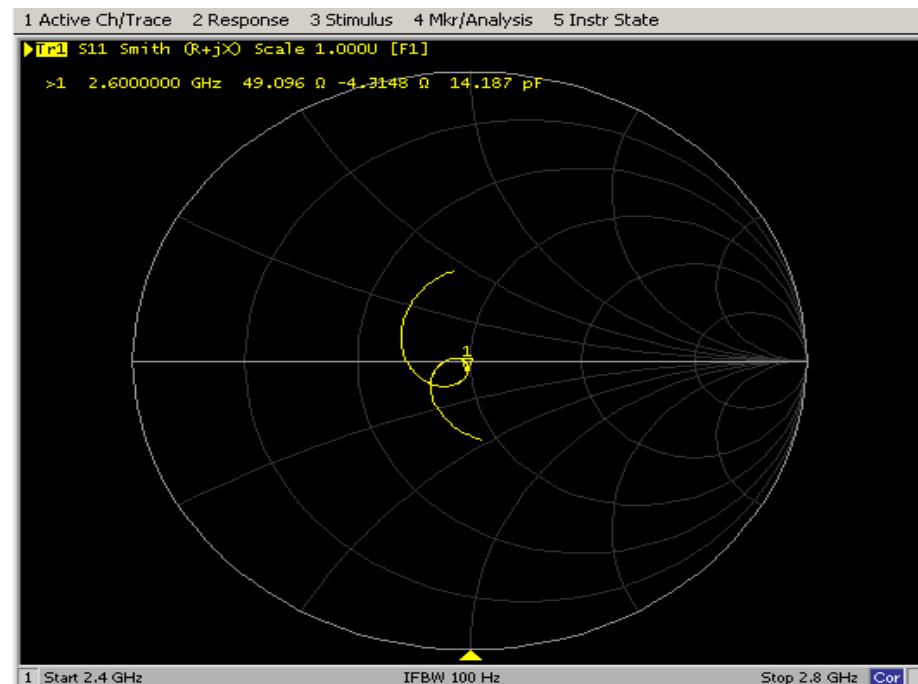 1 Active Ch/Trace 2 Response 3 Stimulus 4 Mkr/Analysis 5 Instr State
Tr1 S11 Smith (R+jX) Scale 1.000U [F1]
>1 2.6000000 GHz 49.096 Ω -4.3148 Ω 14.187 pF
1
1 Start 2.4 GHz IFBW 100 Hz Stop 2.8 GHz Cor